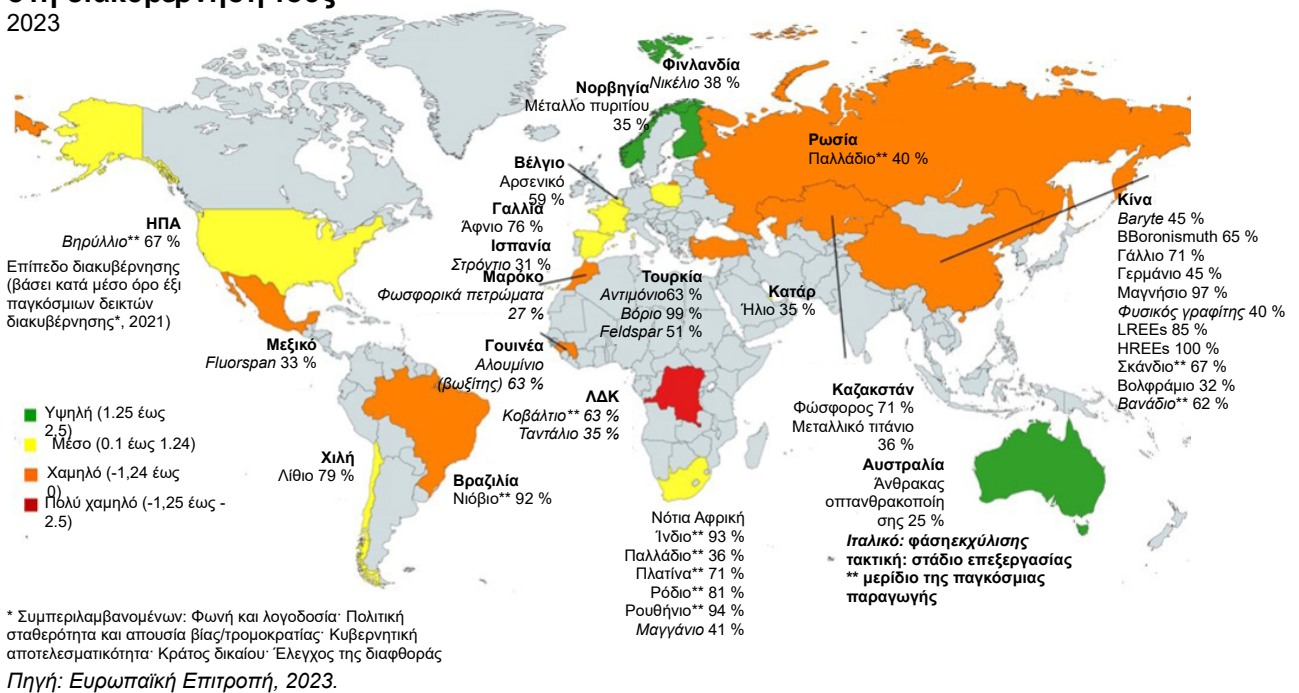 2023
Φινλανδία
Νικέλιο 38 %
Νορβηγία
Μέταλλο πυριτίου
35 %
Ρωσία
Παλλάδιο** 40 %
Βέλγιο
Αρσενικό
59 %
Γαλλία
Άφνιο 76 %
Ισπανία
Στρόντιο 31 %
Μαρόκο
Φωσφορικά πετρώματα
27 %
Τουρκία
Αντιμόνιο63 %
Βόριο 99 %
Feldspar 51 %
Κατάρ
Ήλιο 35 %
Κίνα
Baryte 45 %
BBoronismuth 65 %
Γάλλιο 71 %
Γερμάνιο 45 %
Μαγνήσιο 97 %
Φυσικός γραφίτης 40 %
LREEs 85 %
HREEs 100 %
Σκάνδιο** 67 %
Βολφράμιο 32 %
Βανάδιο** 62 %
ΗΠΑ
Βηρύλλιο** 67 %
Επίπεδο διακυβέρνησης
(βάσει κατά μέσο όρο έξι
παγκόσμιων δεικτών
διακυβέρνησης*, 2021)
Μεξικό
Fluorspan 33 %
Γουινέα
Αλουμίνιο
(βωξίτης) 63 %
ΛΔΚ
Κοβάλτιο** 63 %
Ταντάλιο 35 %
Καζακστάν
Φώσφορος 71 %
Μεταλλικό τιτάνιο
36 %
Αυστραλία
Άνθρακας
οπτανθρακοποίη
σης 25 %
Υψηλή (1.25 έως
2,5)
Μέσο (0.1 έως 1.24)
Χαμηλό (-1,24 έως
0)
Πολύ χαμηλό (-1,25 έως -
2.5)
Χιλή
Λίθιο 79 %
Βραζιλία
Νιόβιο** 92 %
Νότια Αφρική
Ίνδιο** 93 %
Παλλάδιο** 36 %
Πλατίνα** 71 %
Ρόδιο** 81 %
Ρουθήνιο** 94 %
Μαγγάνιο 41 %
Ιταλικό: φάσηεκχύλισης
τακτική: στάδιο επεξεργασίας
** μερίδιο της παγκόσμιας
παραγωγής
* Συμπεριλαμβανομένων: Φωνή και λογοδοσία· Πολιτική
σταθερότητα και απουσία βίας/τρομοκρατίας· Κυβερνητική
αποτελεσματικότητα· Κράτος δικαίου· Έλεγχος της διαφθοράς
Πηγή: Ευρωπαϊκή Επιτροπή, 2023.